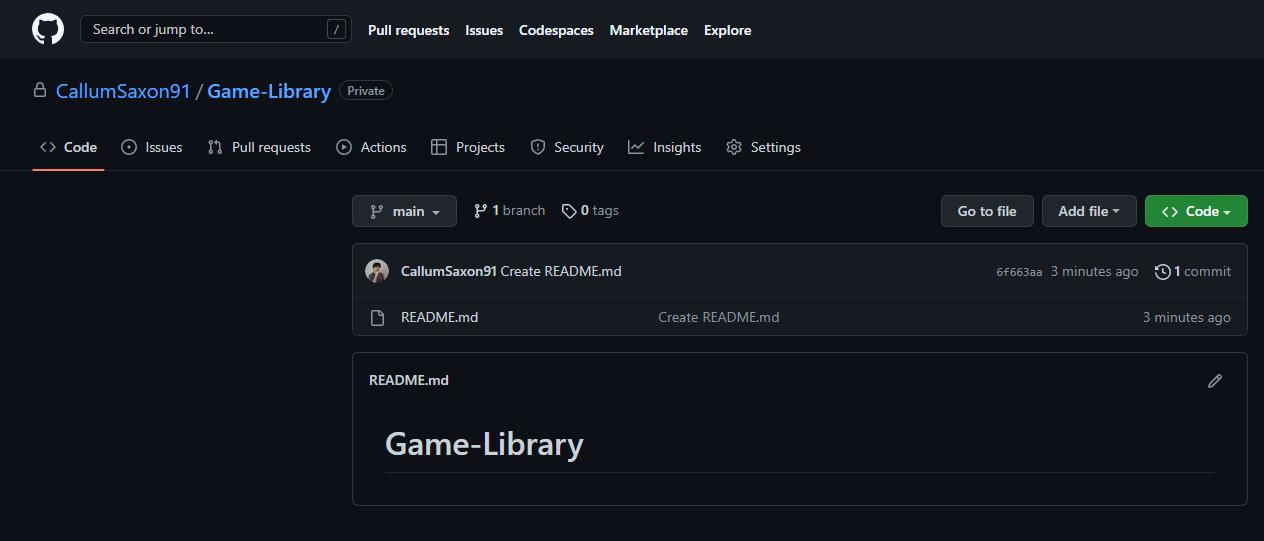 Search or jump to... /
Pull requests Issues Codespaces Marketplace Explore
CallumSaxon91 / Game-Library Private
Code Issues Pull requests Actions Projects Security Insights Settings
main 1 branch 0 tags Go to file Add file Code
CallumSaxon91 Create README.md 6f663aa 3 minutes ago 1 commit
README.md Create README.md 3 minutes ago
README.md
Game-Library